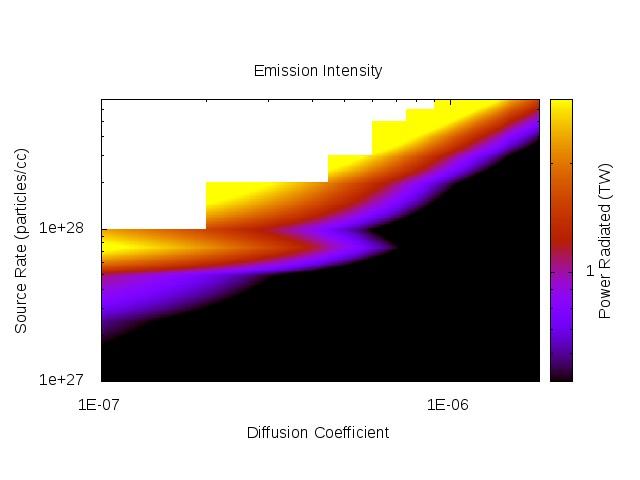 Emission Intensity
Source Rate (particles/cc)
1e+28
1e+27
1E-07
1E-06
Diffusion Coefficient
1
Power Radiated (TW)